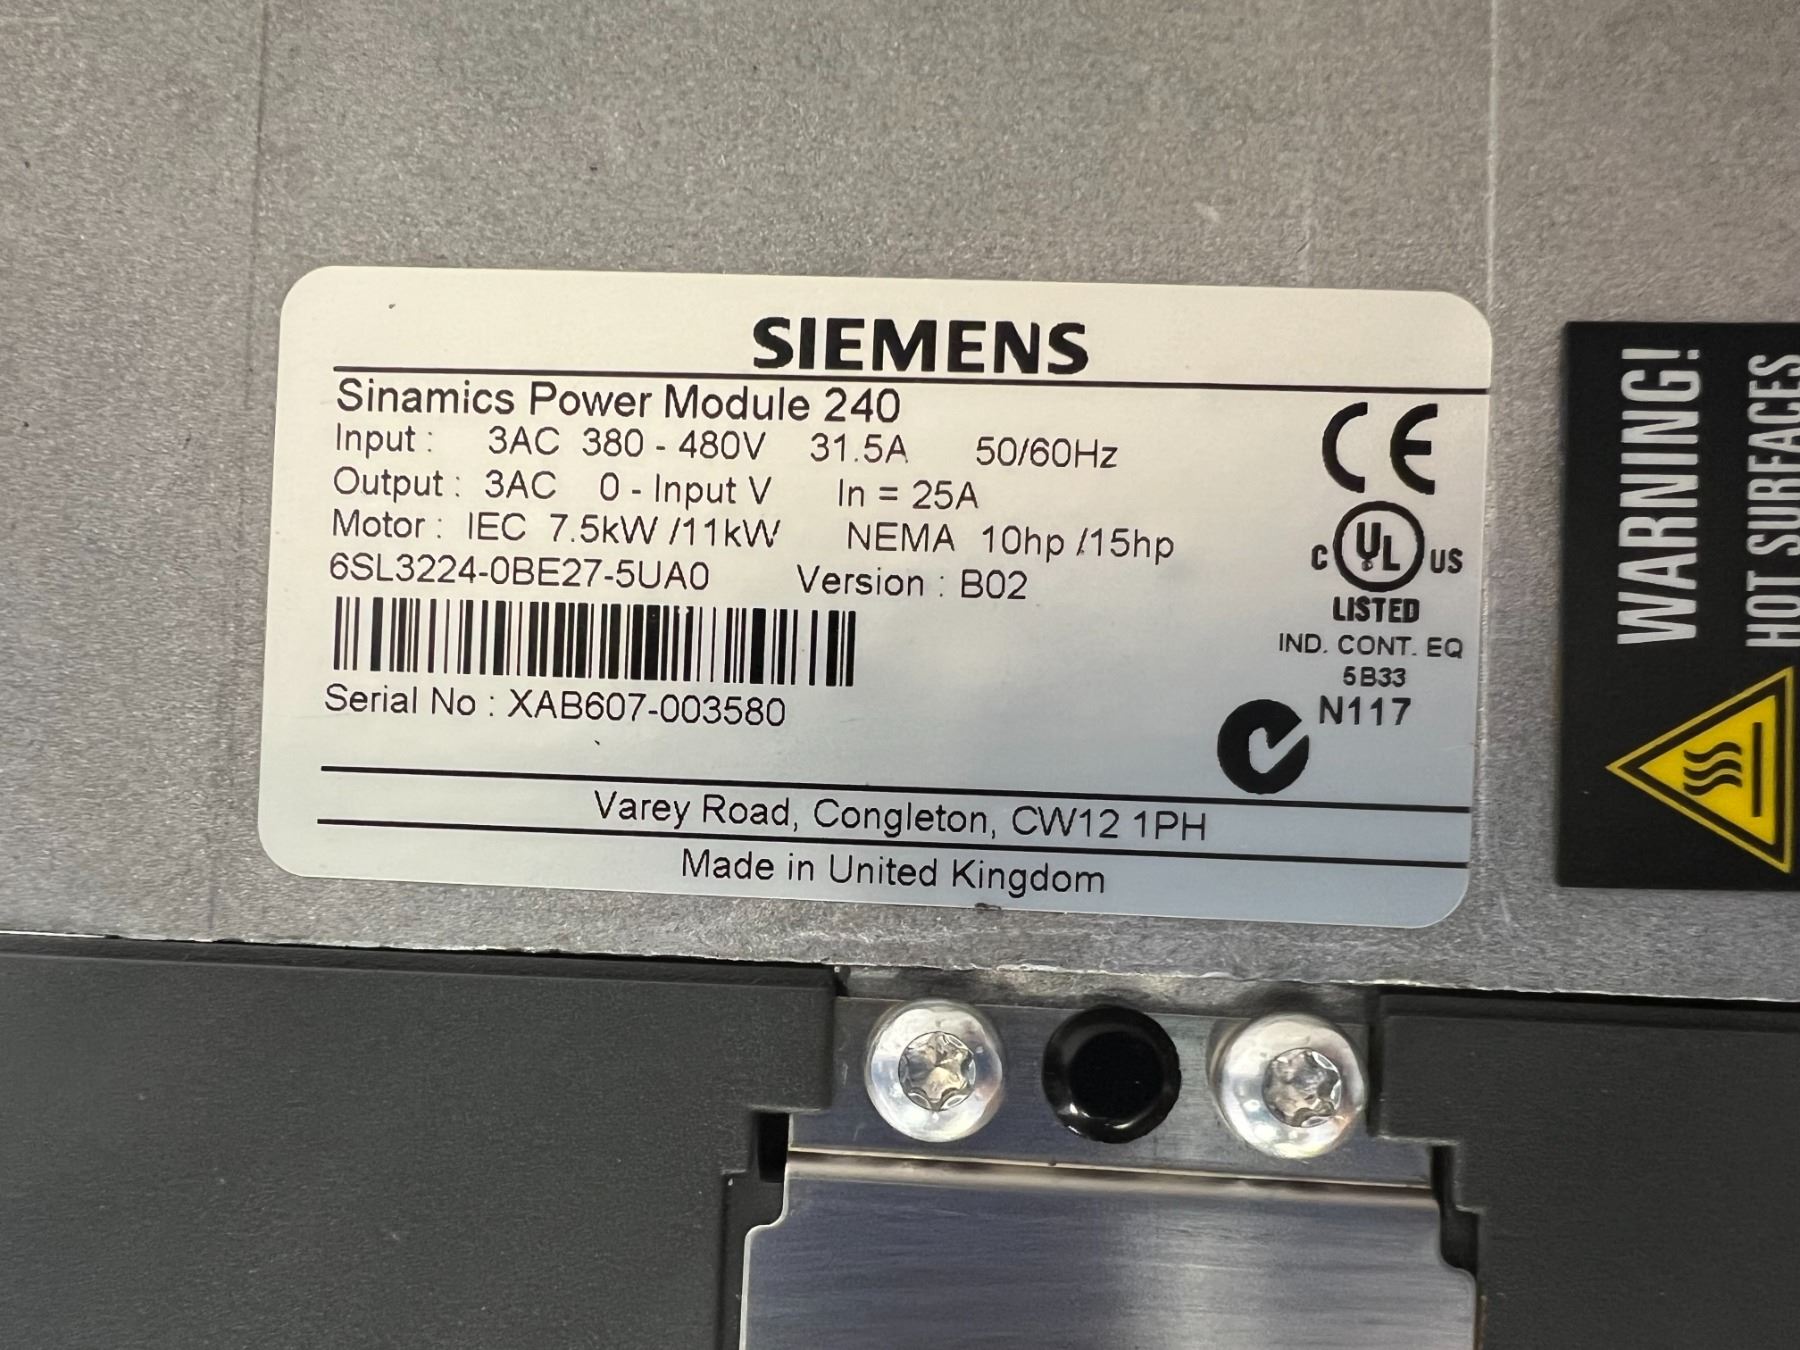 SIEMENS
Sinamics Power Module 240
Input : 3AC 380 - 480V 31.5A 50/60Hz
Output : 3AC 0 - Input V In = 25A
Motor : IEC 7.5kW /11kW NEMA 10hp /15hp
6SL3224-0BE27-5UA0 Version : B02
Serial No : XAB607-003580
CE
C UL US
LISTED
IND. CONT. EQ
5B33
N117
Varey Road, Congleton, CW12 1PH
Made in United Kingdom
WARNING!
HOT SURFACES